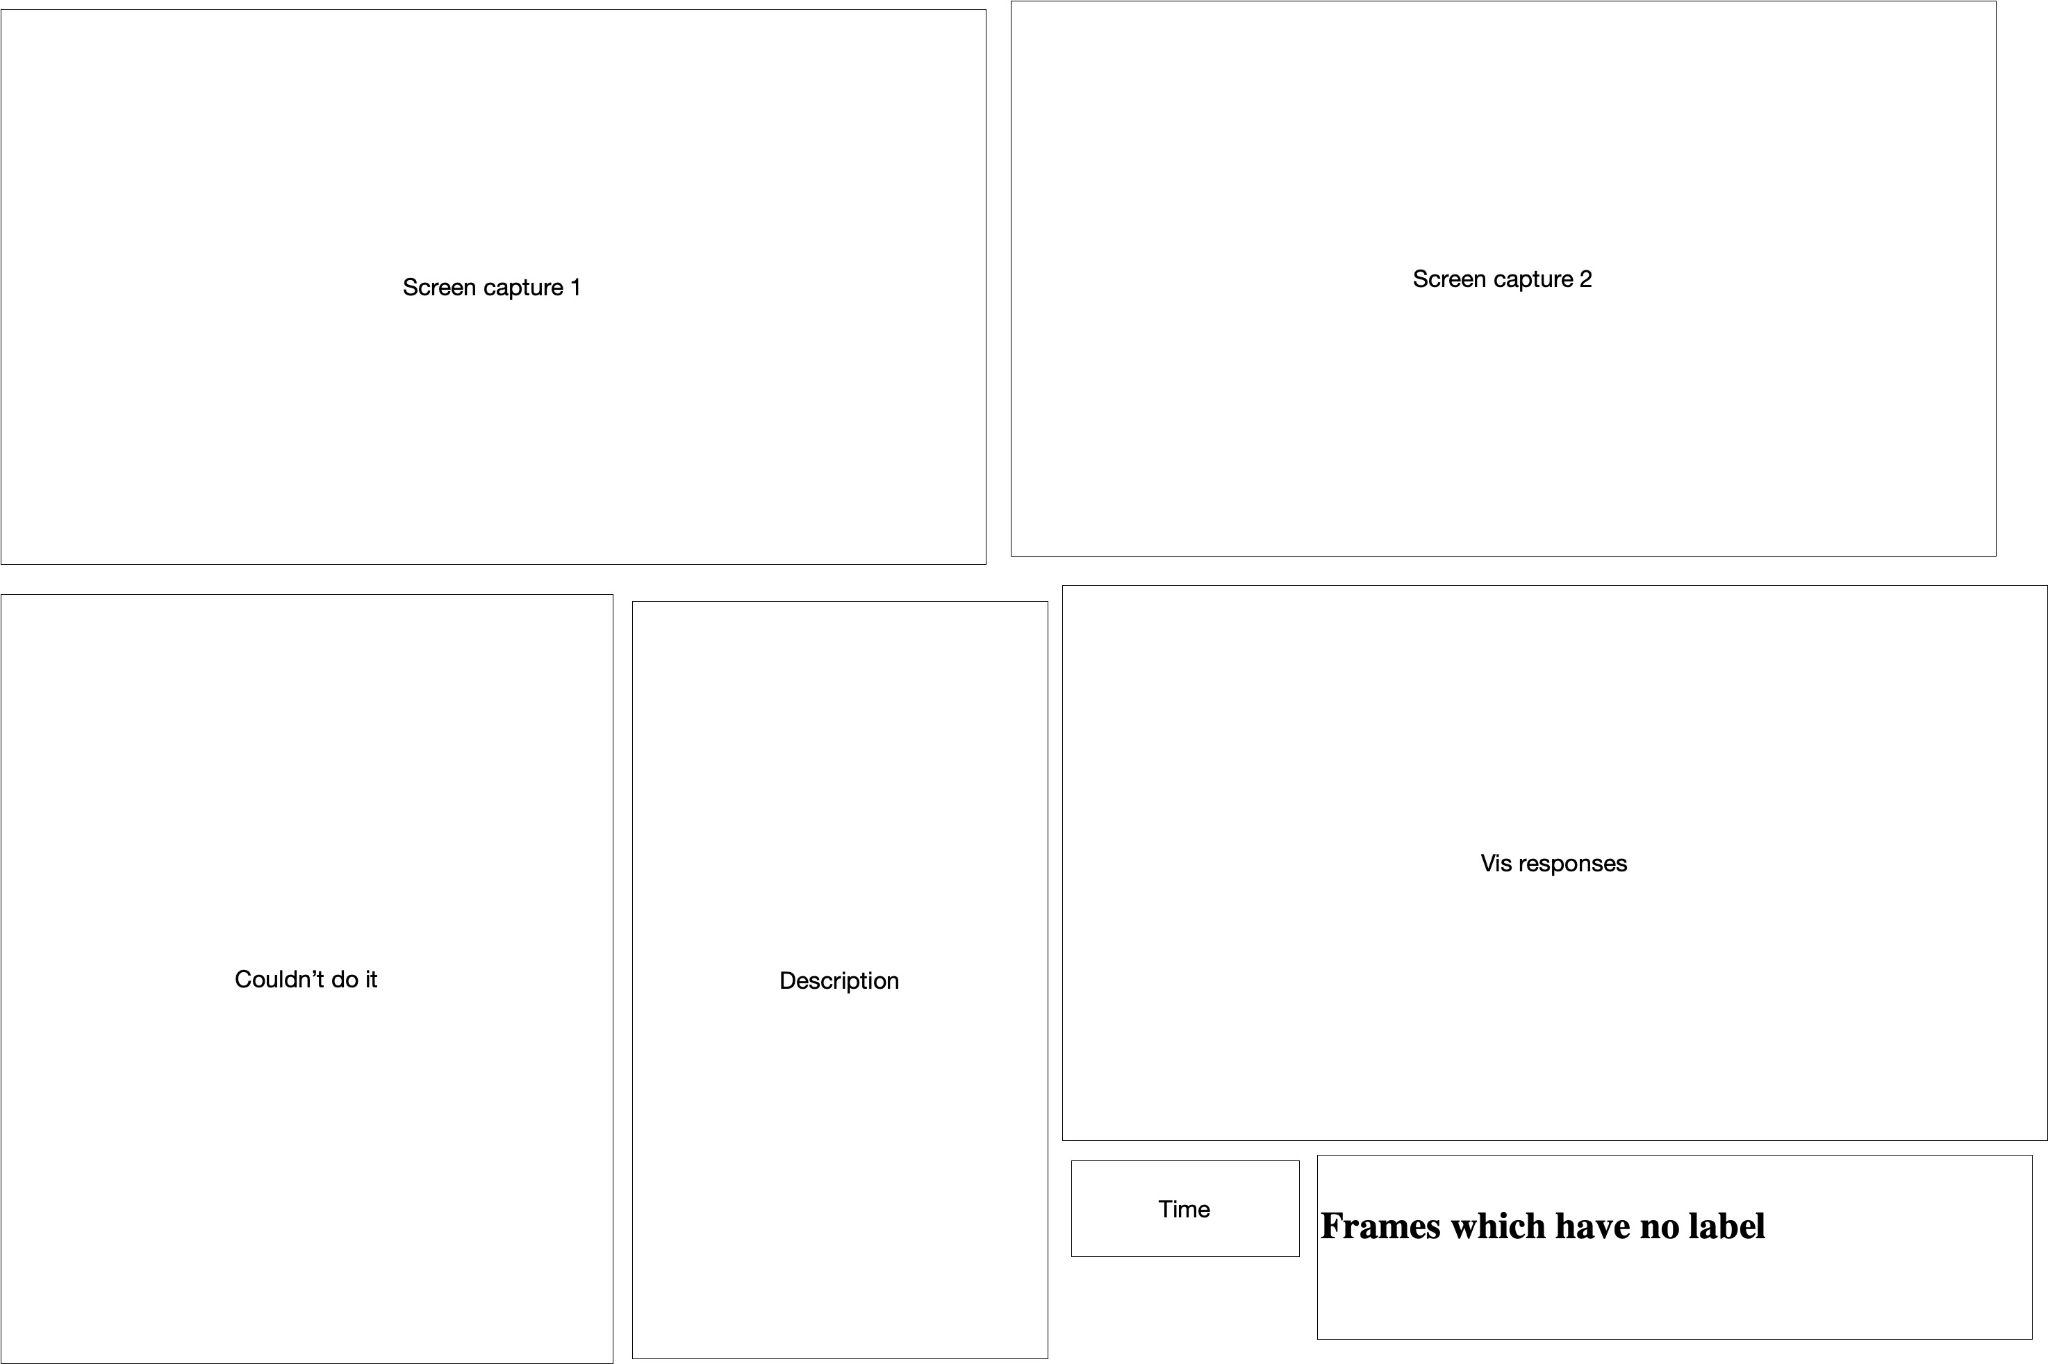 Screen capture 1
Screen capture 2
Couldn’t do it
Description
Vis responses
Time
Frames which have no label